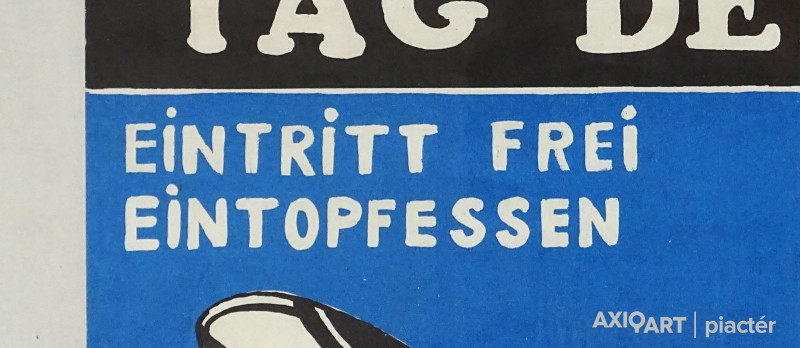 TAG DE
EiNTRiTT FREi
EiNTOPFESSEN
AXIOART | piactér